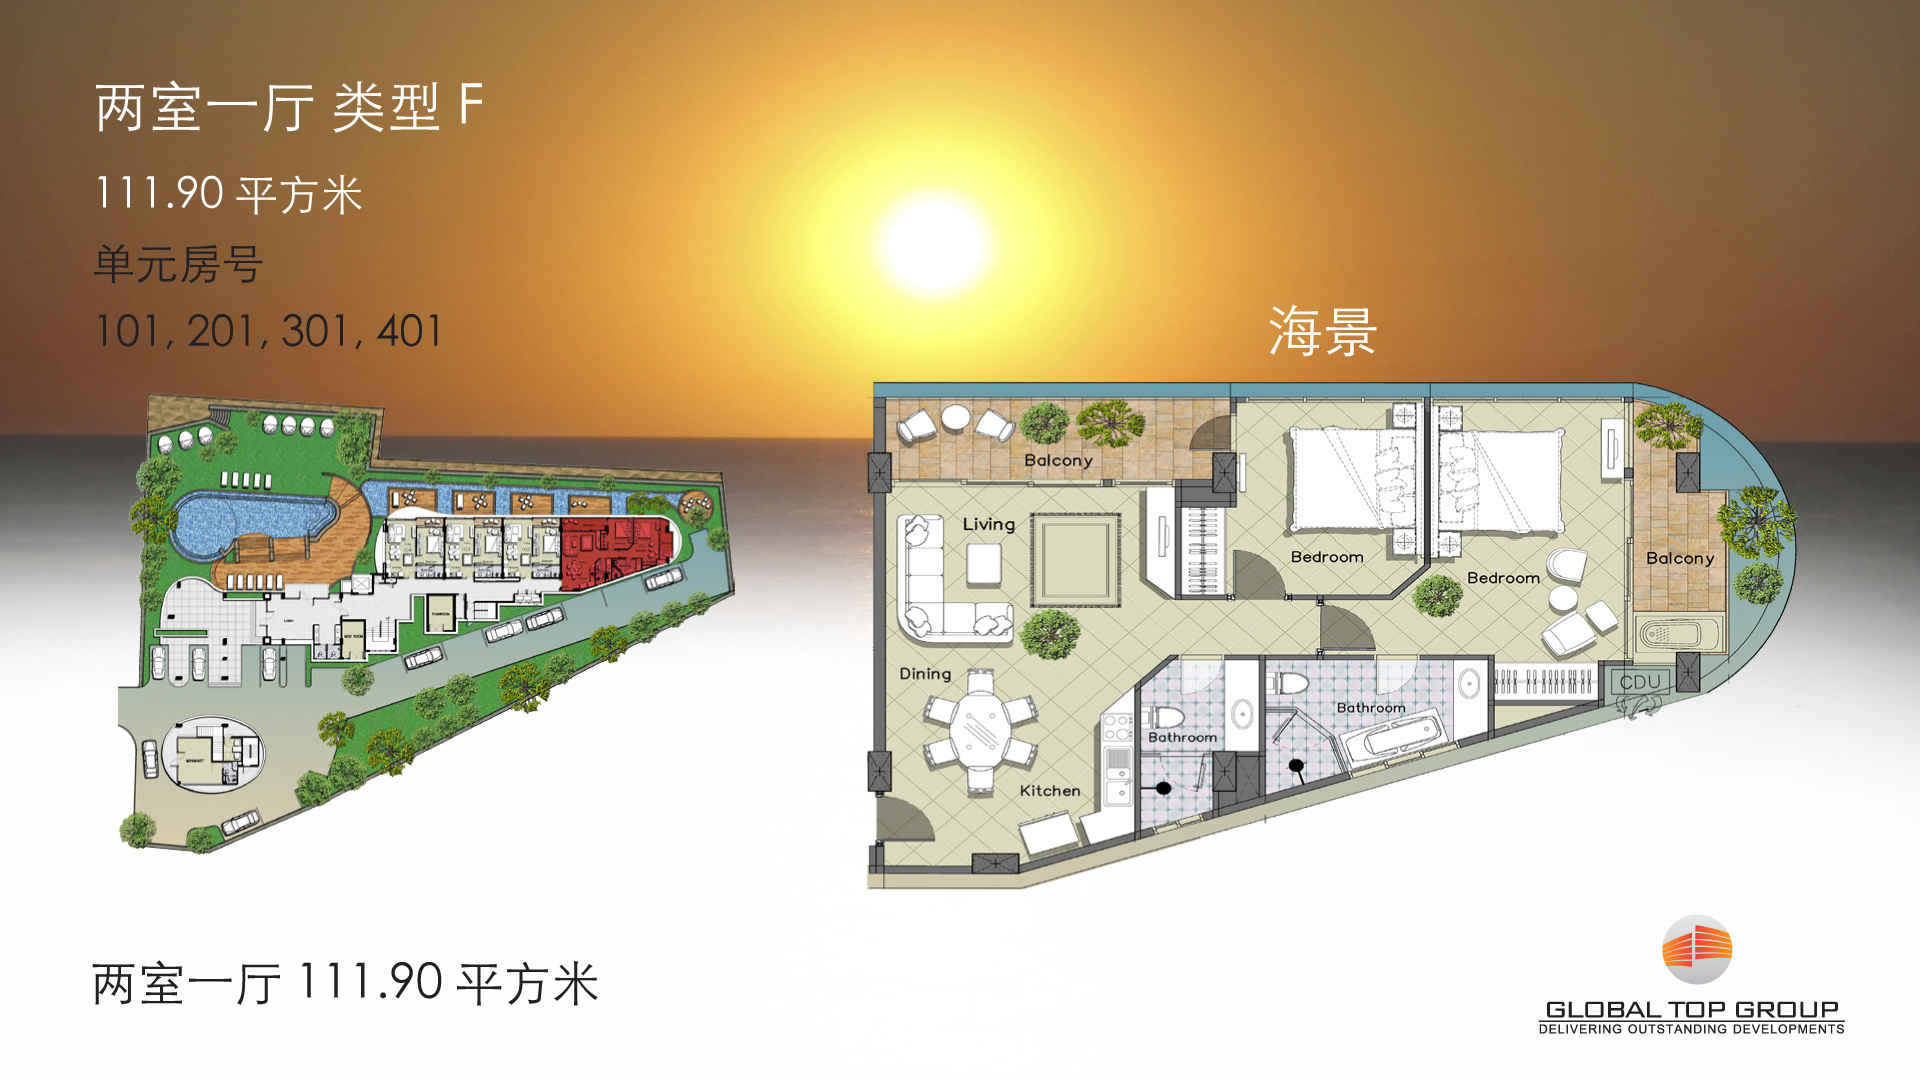 两室一厅 类型 F
111.90 平方米
单元房号
101, 201, 301, 401
海景
Balcony
Living
Bedroom
Bedroom
Balcony
Dining
CDU
Bathroom
Bathroom
Kitchen
两室一厅 111.90 平方米
GLOBAL TOP GROUP
DELIVERING OUTSTANDING DEVELOPMENTS